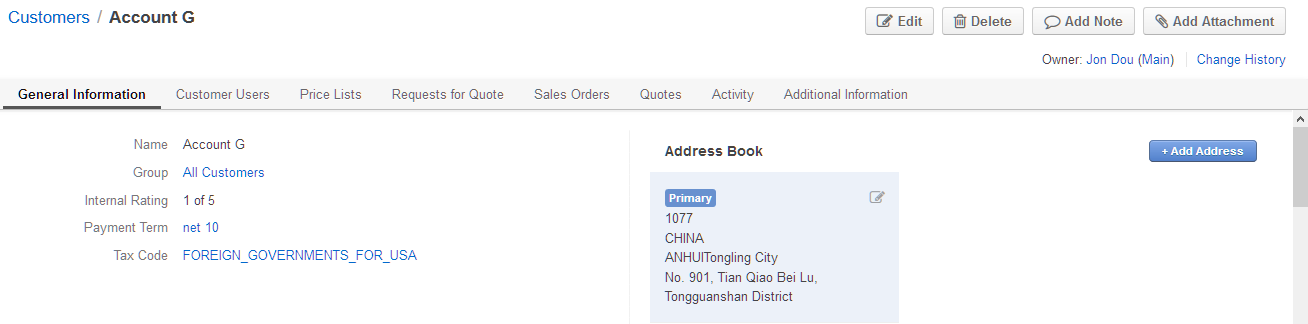 Customers / Account G
Edit
Delete
Add Note
Add Attachment
Owner: Jon Dou (Main)
Change History
General Information
Customer Users
Price Lists
Requests for Quote
Sales Orders
Quotes
Activity
Additional Information
Name Account G
Group All Customers
Internal Rating 1 of 5
Payment Term net 10
Tax Code FOREIGN_GOVERNMENTS_FOR_USA
Address Book
+ Add Address
Primary
1077
CHINA
ANHUITongling City
No. 901, Tian Qiao Bei Lu,
Tongguanshan District